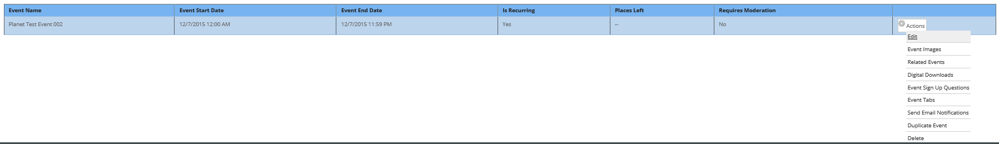 Event Name Event Start Date Event End Date Is Recurring Places Left Requires Moderation
Planet Test Event 002 12/7/2015 12:00 AM 12/7/2015 11:59 PM Yes -- No Actions
Edit
Event Images
Related Events
Digital Downloads
Event Sign Up Questions
Event Tabs
Send Email Notifications
Duplicate Event
Delete